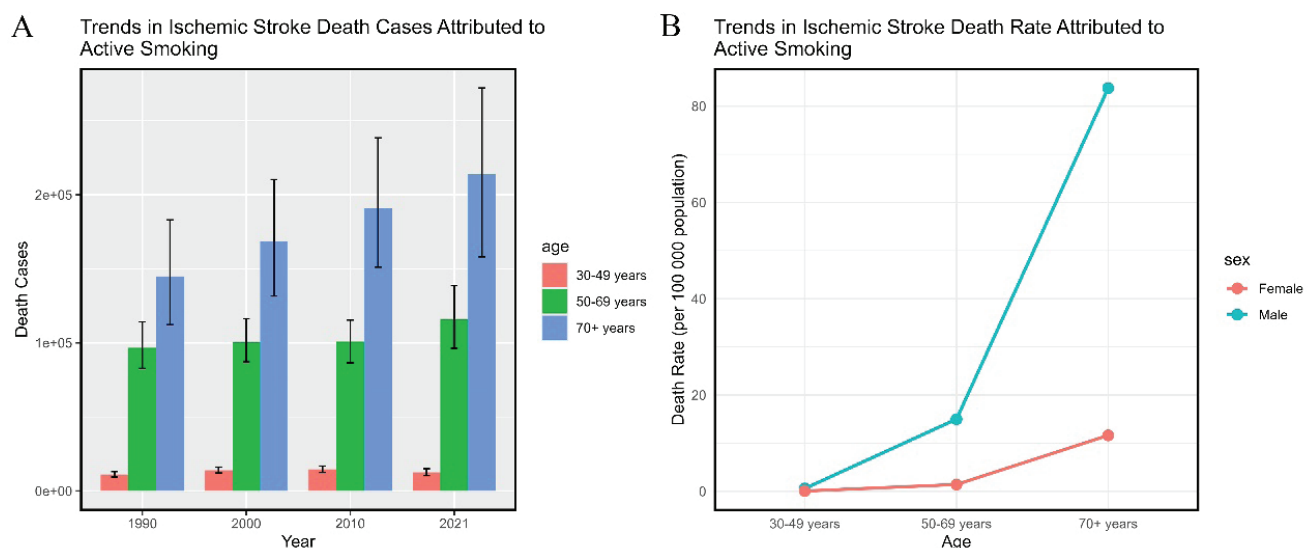 A
Trends in Ischemic Stroke Death Cases Attributed to
Active Smoking
Death Cases
2e+05
1e+05
0e+00
1990
2000
2010
2021
Year
age
30-49 years
50-69 years
70+ years
B
Trends in Ischemic Stroke Death Rate Attributed to
Active Smoking
Death Rate (per 100 000 population)
80
60
40
20
0
30-49 years
50-69 years
70+ years
Age
sex
Female
Male